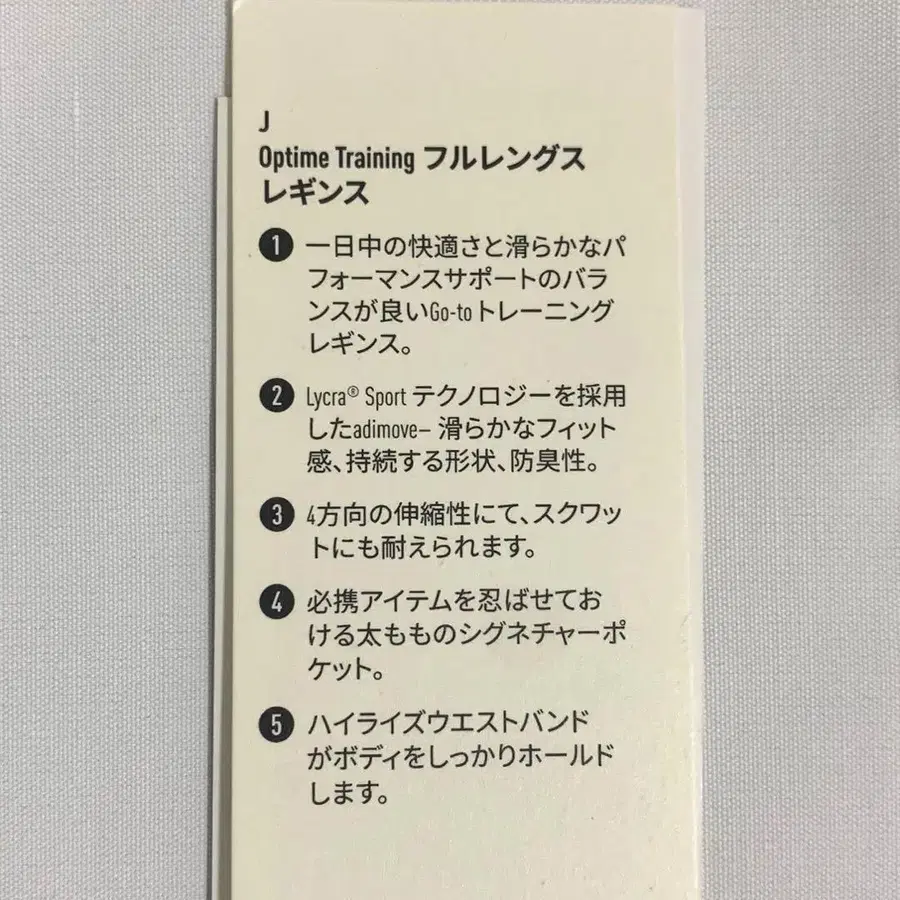 J
Optime Training フルレングス
レギンス
1 一日中の快適さと滑らかなパ
フォーマンスサポートのバラ
ンスが良いGo-toトレーニング
レギンス。
2 Lycra® Sport テクノロジーを採用
したadimove– 滑らかなフィット
感、持続する形状、防臭性。
3 4方向の伸縮性にて、スクワッ
トにも耐えられます。
4 必携アイテムを忍ばせてお
ける太もものシグネチャーポ
ケット。
5 ハイライズウエストバンド
がボディをしっかりホールド
します。